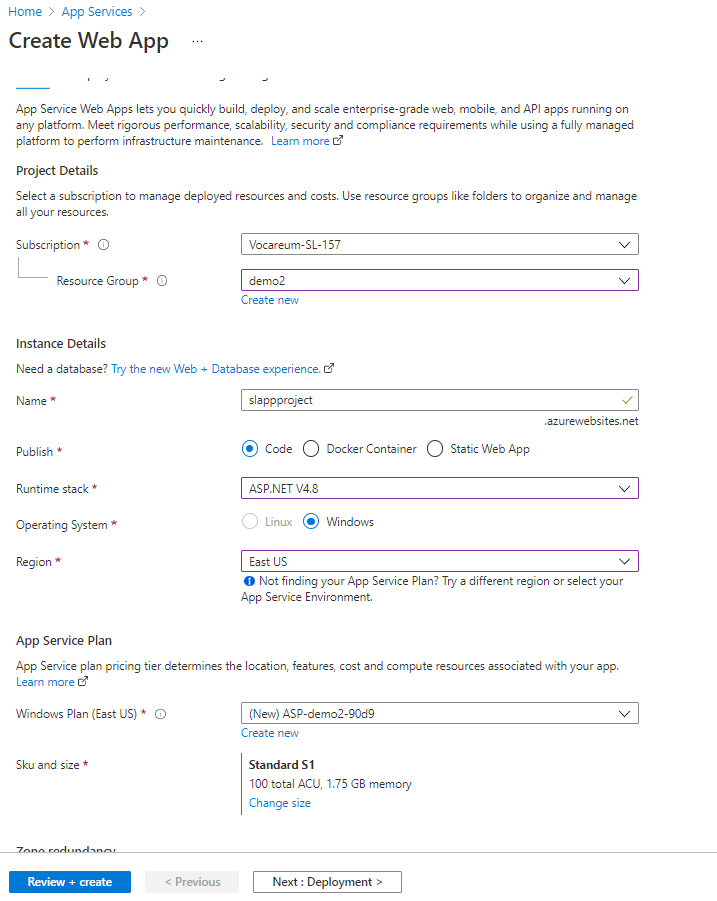 Home > App Services >
Create Web App ...
App Service Web Apps lets you quickly build, deploy, and scale enterprise-grade web, mobile, and API apps running on
any platform. Meet rigorous performance, scalability, security and compliance requirements while using a fully managed
platform to perform infrastructure maintenance. Learn more
Project Details
Select a subscription to manage deployed resources and costs. Use resource groups like folders to organize and manage
all your resources.
Subscription * Vocareum-SL-157
Resource Group * demo2
Create new
Instance Details
Need a database? Try the new Web + Database experience.
Name * slappproject
.azurewebsites.net
Publish * Code Docker Container Static Web App
Runtime stack * ASP.NET V4.8
Operating System * Linux Windows
Region * East US
Not finding your App Service Plan? Try a different region or select your
App Service Environment.
App Service Plan
App Service plan pricing tier determines the location, features, cost and compute resources associated with your app.
Learn more
Windows Plan (East US) * (New) ASP-demo2-90d9
Create new
Sku and size * Standard S1
100 total ACU, 1.75 GB memory
Change size
Zone redundancy
Review + create < Previous Next : Deployment >